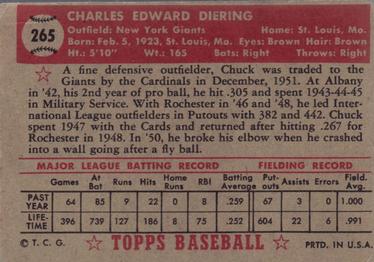 265
CHARLES EDWARD DIERING
Outfield: New York Giants Home: St. Louis, Mo.
Born: Feb. 5, 1923, St. Louis, Mo. Eyes: Brown Hair: Brown
Ht.: 5'10" Wt.: 165 Bats: Right Throws: Right
A fine defensive outfielder, Chuck was traded to the
Giants by the Cardinals in December, 1951. At Albany
in '42, his 2nd year of pro ball, he hit .305 and spent 1943-44-45
in Military Service. With Rochester in '46 and '48, he led Inter-
national League outfielders in Putouts with 382 and 442. Chuck
spent 1947 with the Cards and returned after hitting .267 for
Rochester in 1948. In '50, he broke his elbow when he crashed
into a wall going after a fly ball.
MAJOR LEAGUE BATTING RECORD FIELDING RECORD
Games At Bat Runs Hits Home Runs RBI Batting Average Put-outs Assists Errors Field. Avg.
PAST YEAR 64 85 9 22 0 8 .259 67 3 0 1.000
LIFE-TIME 396 739 127 186 8 75 .252 604 22 6 .991
© T. C. G. TOPPS BASEBALL PRTD. IN U.S.A.